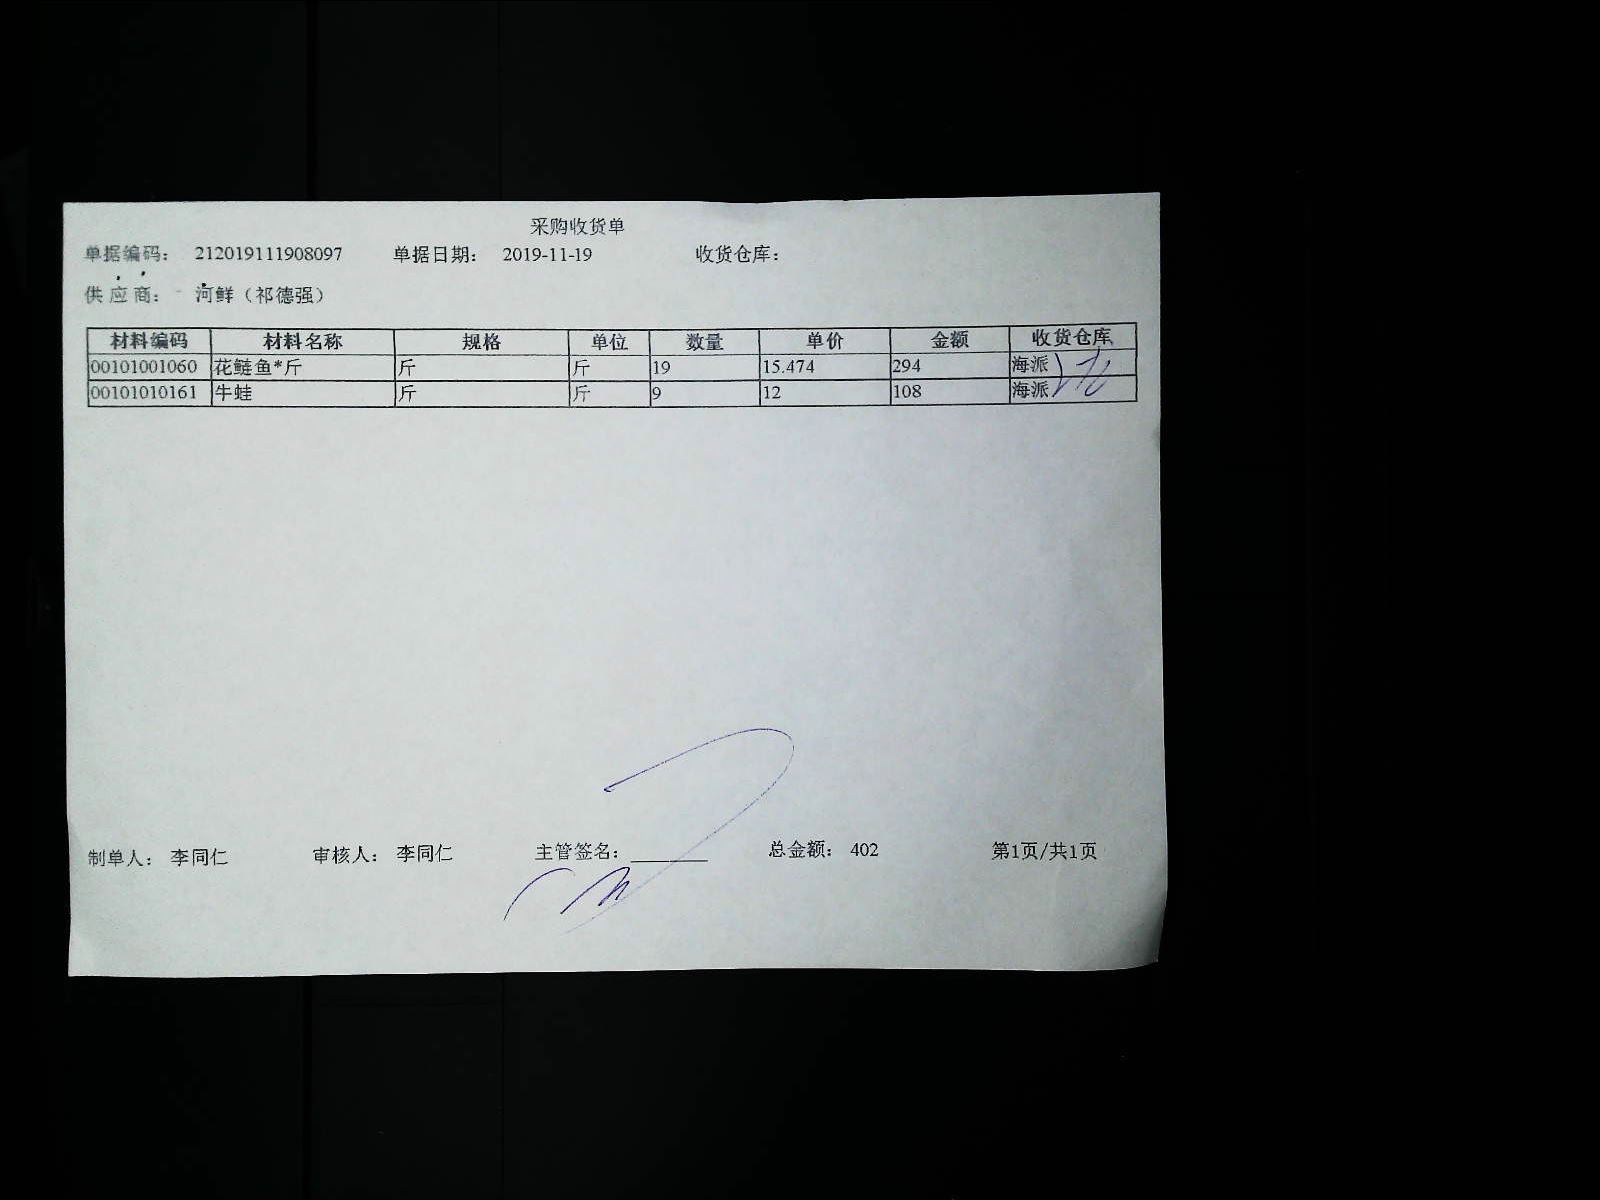 采购收货单
单据编码： 212019111908097 单据日期： 2019-11-19 收货仓库：
供应商： 河鲜（祁德强）
材料编码 材料名称 规格 单位 数量 单价 金额 收货仓库
00101001060 花鲢鱼*斤 斤 斤 19 15.474 294 海派
00101010161 牛蛙 斤 斤 9 12 108 海派
制单人： 李同仁 审核人： 李同仁 主管签名： 总金额： 402 第1页/共1页